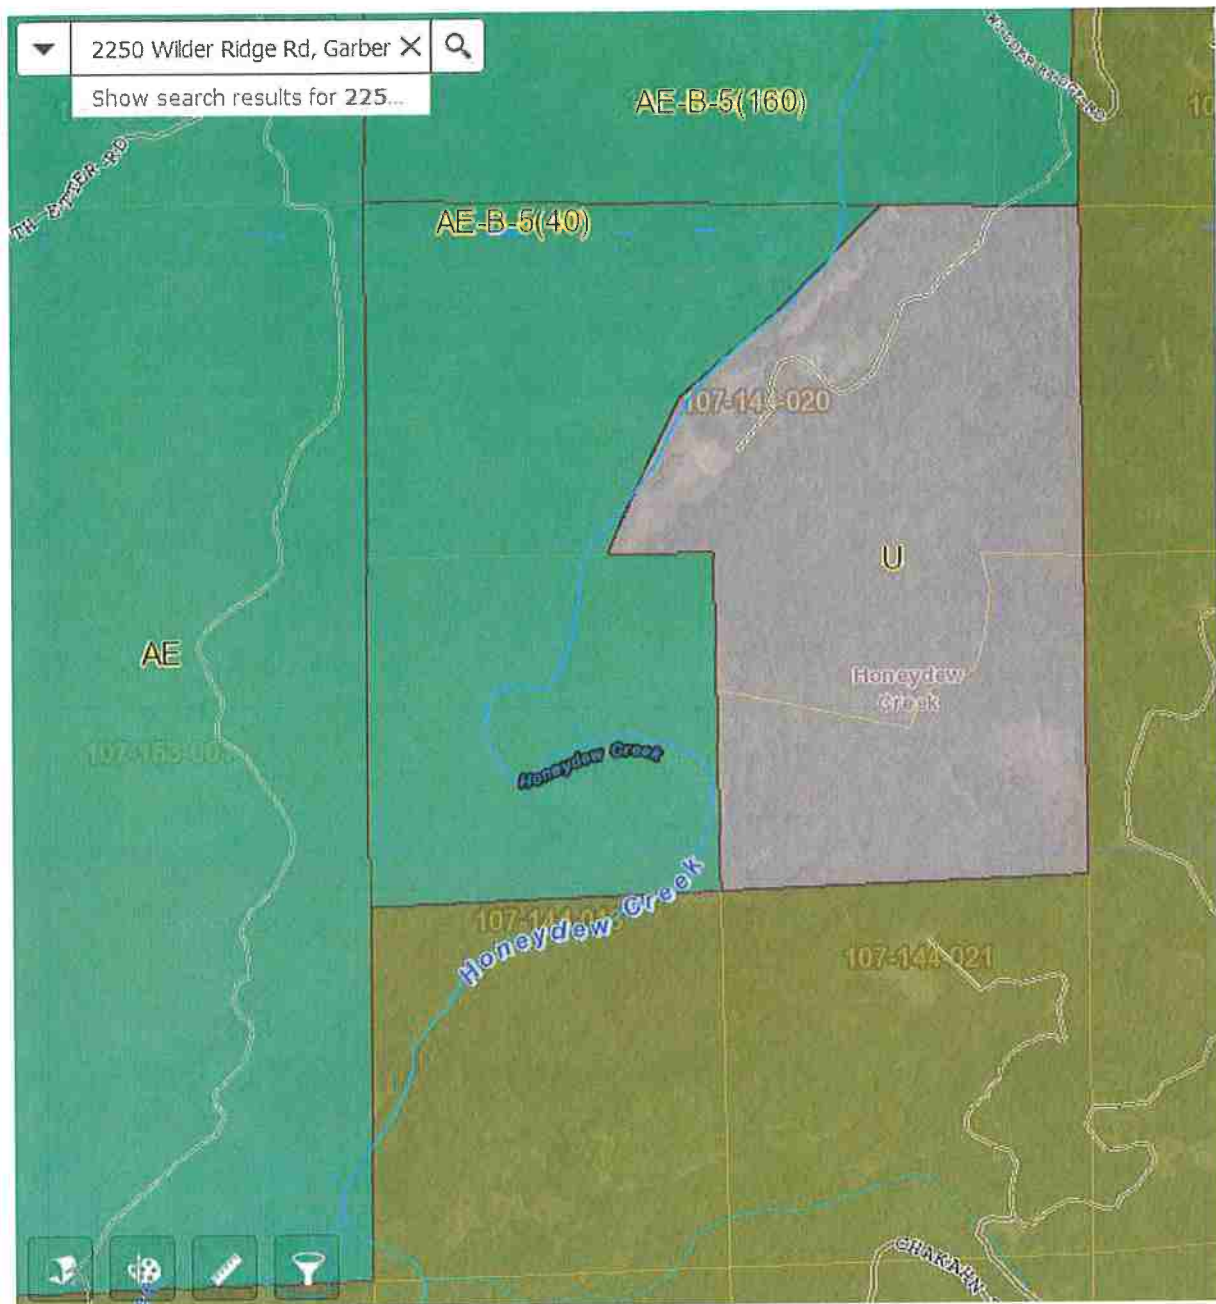 2250 Wilder Ridge Rd, Garber
Show search results for 225...
AE-B-5(160)
AE-B-5(40)
107-144-020
U
AE
Honeydew
Creek
Honeydew Creek
Honeydew Creek
107-144-021
CHAKAHN